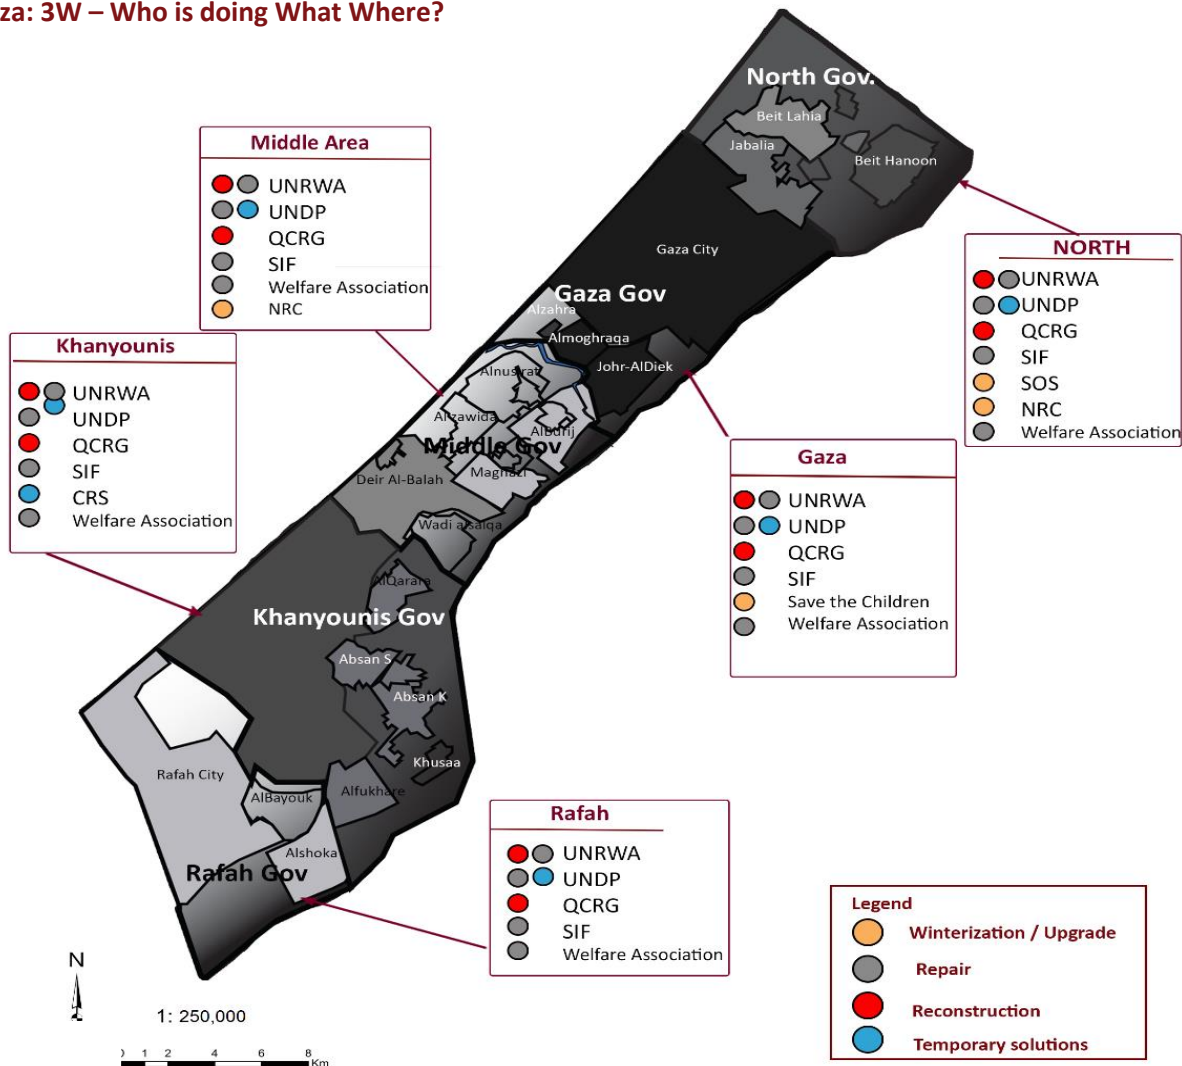 za: 3W – Who is doing What Where?
North Gov.
Beit Lahia
Jabalia
Beit Hanoon
Middle Area
UNRWA
UNDP
QCRG
SIF
Welfare Association
NRC
Gaza City
NORTH
UNRWA
UNDP
QCRG
SIF
SOS
NRC
Welfare Association
Gaza Gov
Alzahra
Almoghraqa
Johr-AlDiek
Khanyounis
UNRWA
UNDP
QCRG
SIF
CRS
Welfare Association
Alnusirat
Alzawida
AlBurij
Middle Gov
Maghazi
Deir Al-Balah
Wadi alsalqa
Gaza
UNRWA
UNDP
QCRG
SIF
Save the Children
Welfare Association
AlQarara
Khanyounis Gov
Absan S
Absan K
Khusaa
Rafah City
AlBayouk
Alfukhare
Alshoka
Rafah Gov
Rafah
UNRWA
UNDP
QCRG
SIF
Welfare Association
Legend
Winterization / Upgrade
Repair
Reconstruction
Temporary solutions
N
1: 250,000
0 1 2 4 6 8
Km